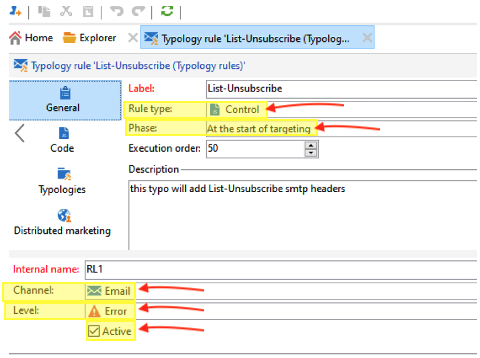 Home Explorer Typology rule 'List-Unsubscribe (Typolog...
Typology rule 'List-Unsubscribe (Typology rules)'
General
Code
Typologies
Distributed marketing
Label: List-Unsubscribe
Rule type: Control
Phase: At the start of targeting
Execution order: 50
Description
this typo will add List-Unsubscribe smtp headers
Internal name: RL1
Channel: Email
Level: Error
Active